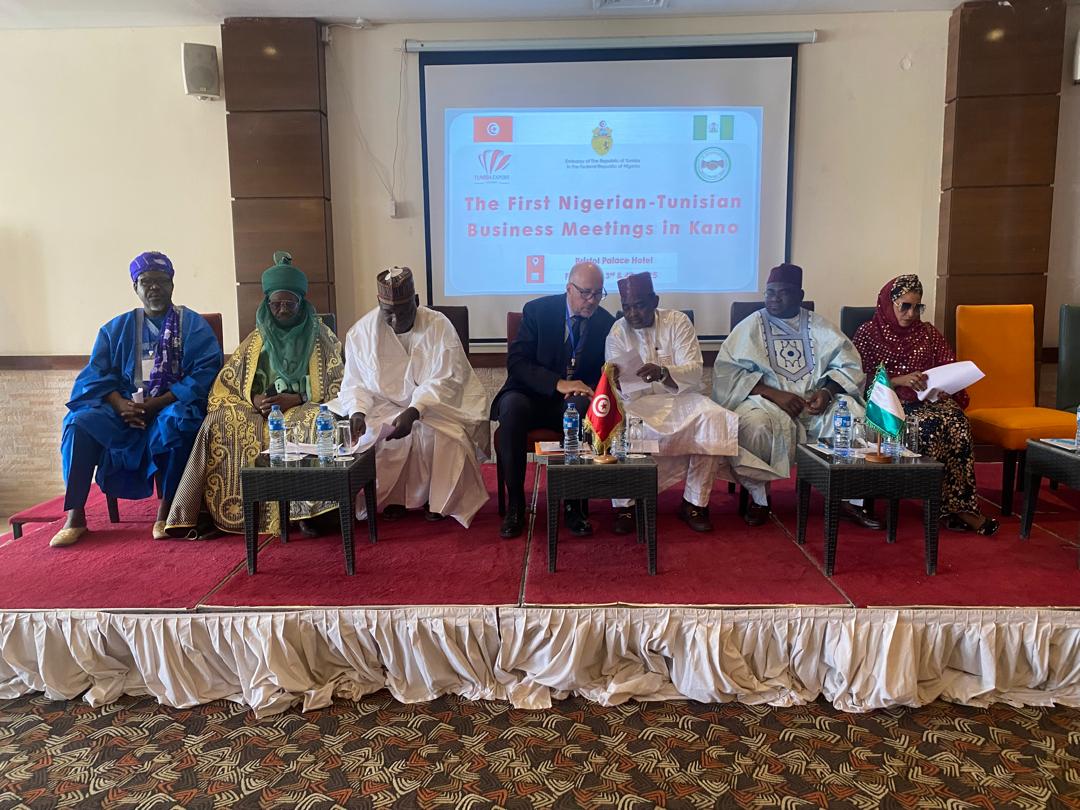 Embassy of the Republic of Tunisia
in the Federal Republic of Nigeria
TUNISIA EXPORT
The First Nigerian-Tunisian
Business Meetings in Kano
Bristol Palace Hotel